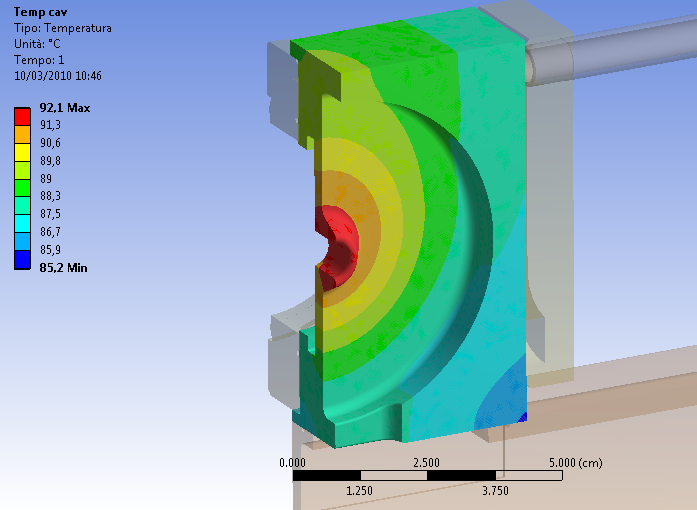 Temp cav
Tipo: Temperatura
Unità: °C
Tempo: 1
10/03/2010 10:46
92,1 Max
91,3
90,6
89,8
89
88,3
87,5
86,7
85,9
85,2 Min
0.000 2.500 5.000 (cm)
1.250 3.750